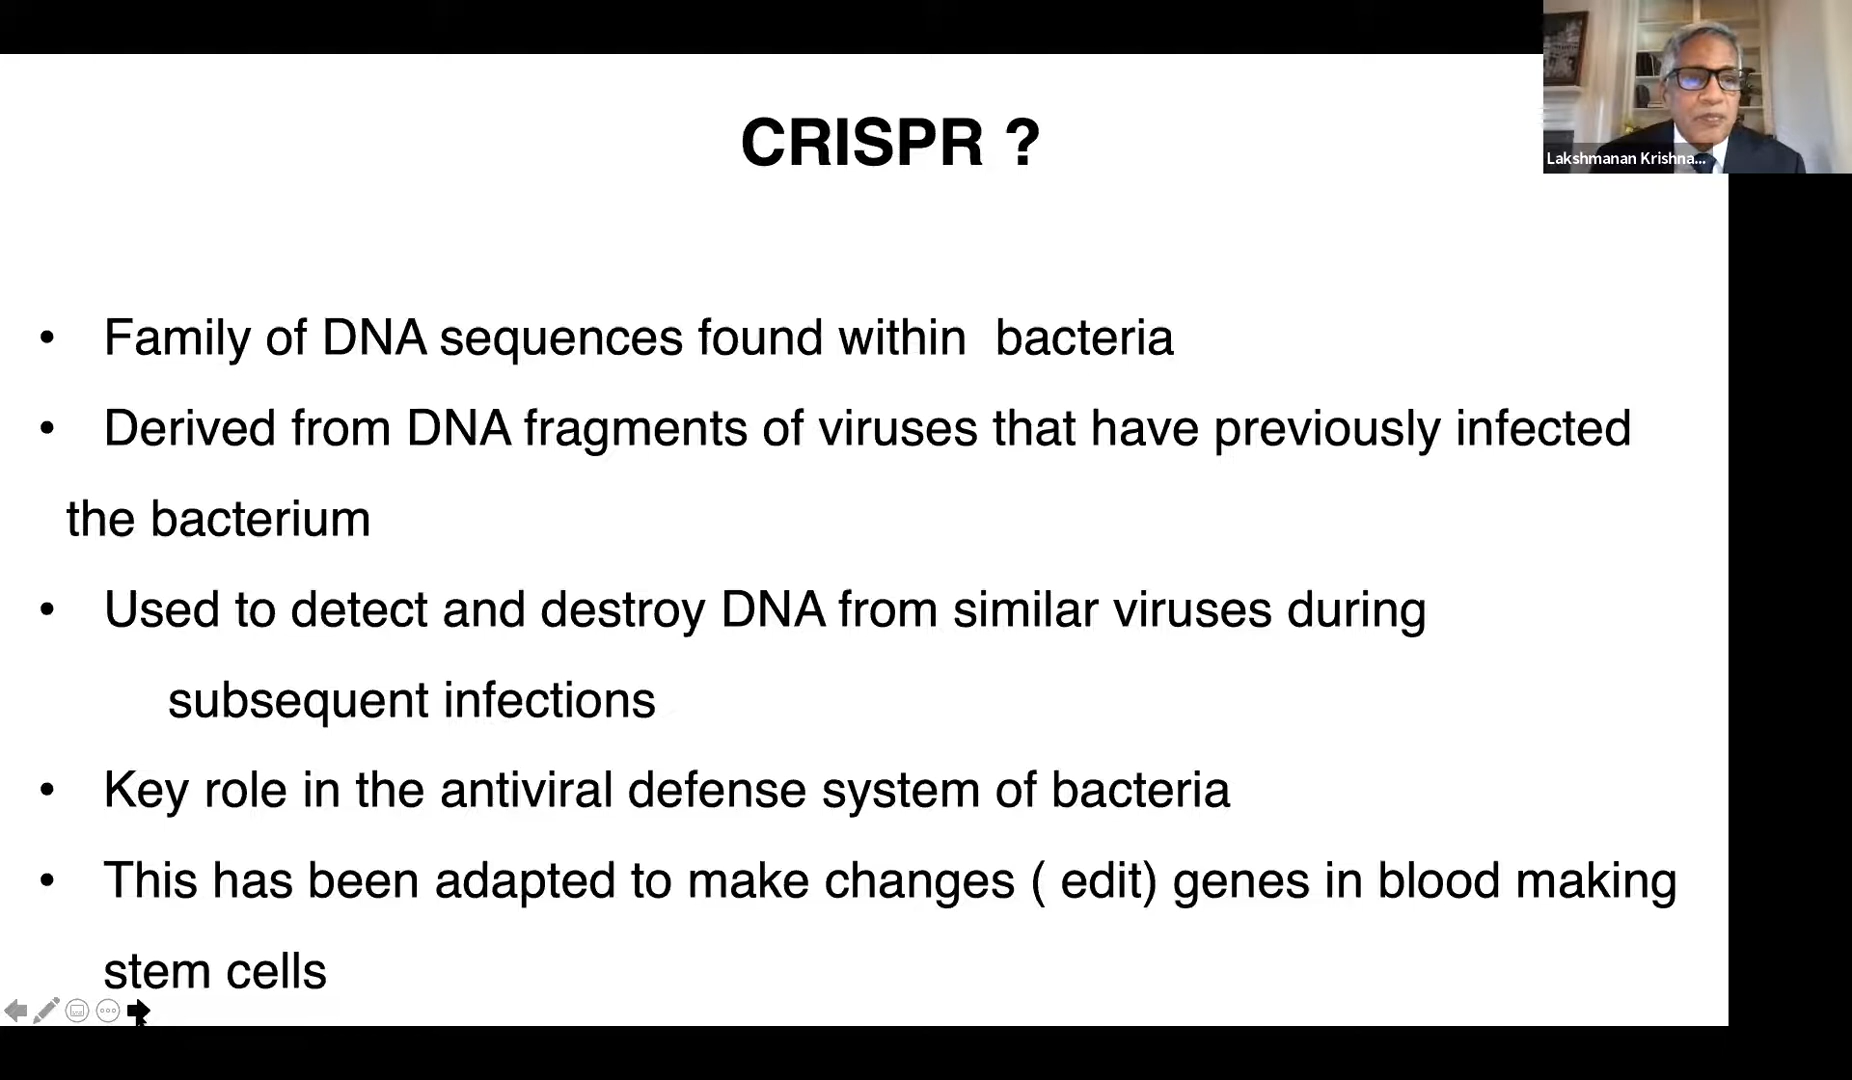 CRISPR ?
Lakshmanan Krishna...
• Family of DNA sequences found within  bacteria
• Derived from DNA fragments of viruses that have previously infected
the bacterium
• Used to detect and destroy DNA from similar viruses during
subsequent infections
• Key role in the antiviral defense system of bacteria
• This has been adapted to make changes ( edit) genes in blood making
stem cells